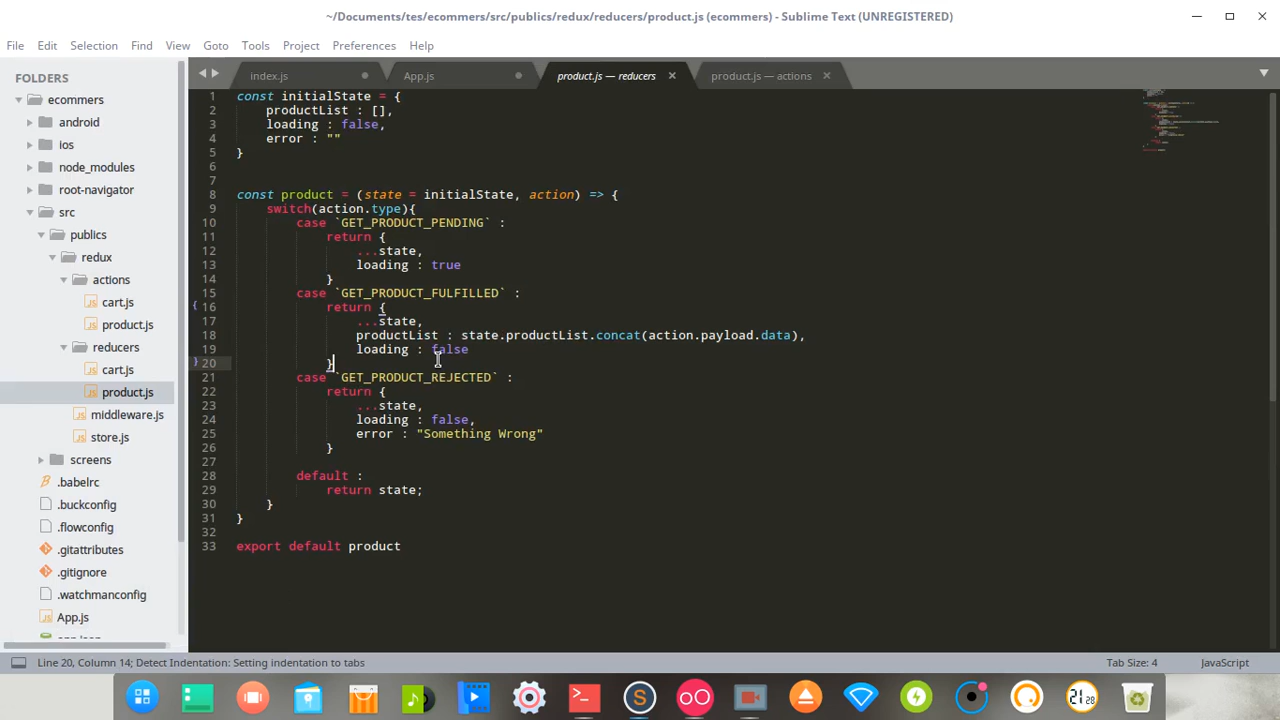 ~/Documents/tes/ecommers/src/publics/redux/reducers/product.js (ecommers) - Sublime Text (UNREGISTERED)
File Edit Selection Find View Goto Tools Project Preferences Help
FOLDERS
ecommers
android
ios
node_modules
root-navigator
src
publics
redux
actions
cart.js
product.js
reducers
cart.js
product.js
middleware.js
store.js
screens
.babelrc
.buckconfig
.flowconfig
.gitattributes
.gitignore
.watchmanconfig
App.js
index.js App.js product.js — reducers product.js — actions
1 const initialState = {
2 productList : [],
3 loading : false,
4 error : ""
5 }
6
7
8 const product = (state = initialState, action) => {
9 switch(action.type){
10 case `GET_PRODUCT_PENDING` :
11 return {
12 ...state,
13 loading : true
14 }
15 case `GET_PRODUCT_FULFILLED` :
16 return {
17 ...state,
18 productList : state.productList.concat(action.payload.data),
19 loading : false
20 }
21 case `GET_PRODUCT_REJECTED` :
22 return {
23 ...state,
24 loading : false,
25 error : "Something Wrong"
26 }
27
28 default :
29 return state;
30 }
31 }
32
33 export default product
Line 20, Column 14; Detect Indentation: Setting indentation to tabs Tab Size: 4 JavaScript
21 28